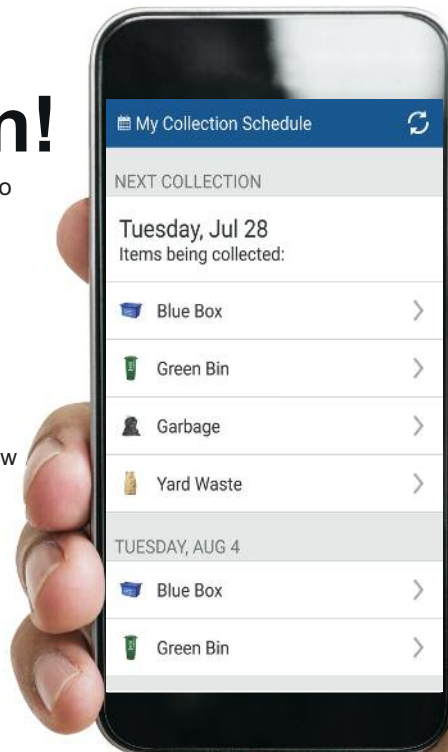 n!
o
w
My Collection Schedule
NEXT COLLECTION
Tuesday, Jul 28
Items being collected:
Blue Box
Green Bin
Garbage
Yard Waste
TUESDAY, AUG 4
Blue Box
Green Bin